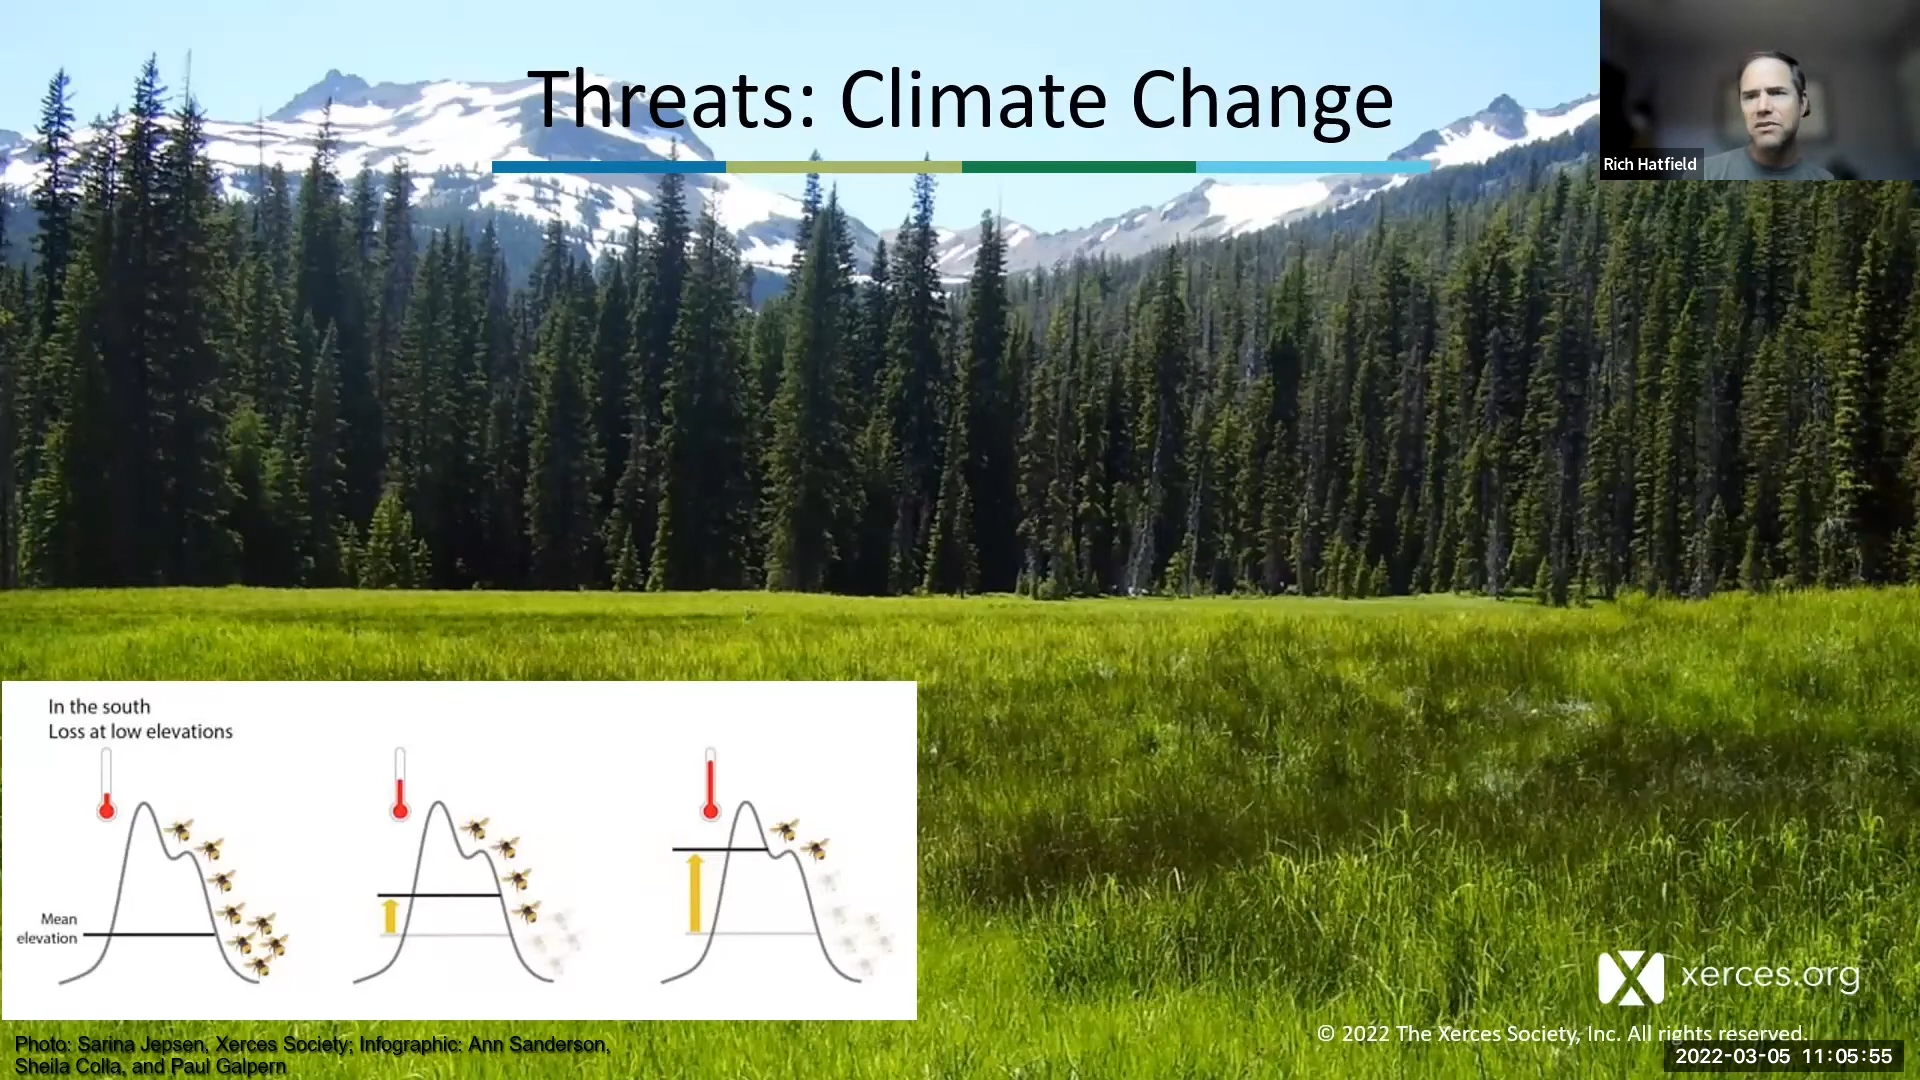 Threats: Climate Change
Rich Hatfield
In the south
Loss at low elevations
Mean
elevation
xerces.org
Photo: Sarina Jepsen, Xerces Society; Infographic: Ann Sanderson,
Sheila Colla, and Paul Galpern
© 2022 The Xerces Society, Inc. All rights reserved.
2022-03-05 11:05:55